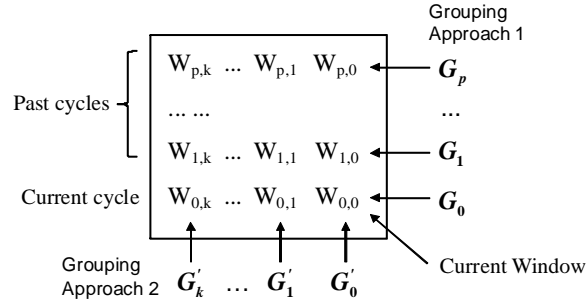 Grouping
Approach 1
W_{p,k} ... W_{p,1} W_{p,0} G_p
Past cycles
... ... ...
W_{1,k} ... W_{1,1} W_{1,0} G_1
Current cycle W_{0,k} ... W_{0,1} W_{0,0} G_0
Current Window
Grouping
Approach 2 G'_k ... G'_1 G'_0